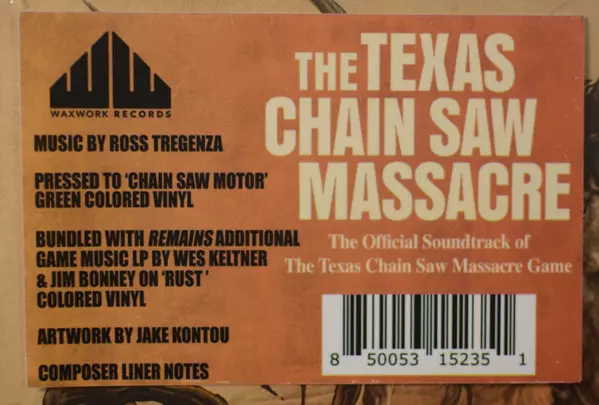 WAXWORK RECORDS
MUSIC BY ROSS TREGENZA
PRESSED TO 'CHAIN SAW MOTOR'
GREEN COLORED VINYL
BUNDLED WITH REMAINS ADDITIONAL
GAME MUSIC LP BY WES KELTNER
& JIM BONNEY ON 'RUST '
COLORED VINYL
ARTWORK BY JAKE KONTOU
COMPOSER LINER NOTES
THE TEXAS
CHAIN SAW
MASSACRE
The Official Soundtrack of
The Texas Chain Saw Massacre Game
8 50053 15235 1